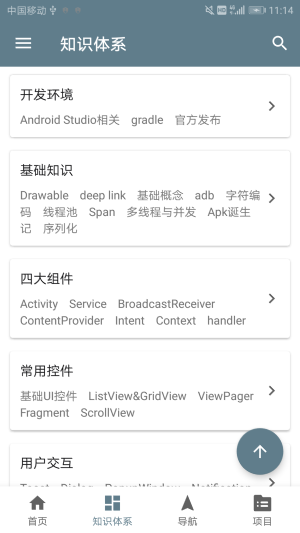 中国移动 11:14
知识体系
开发环境
Android Studio相关 gradle 官方发布
基础知识
Drawable deep link 基础概念 adb 字符编
码 线程池 Span 多线程与并发 Apk诞生
记 序列化
四大组件
Activity Service BroadcastReceiver
ContentProvider Intent Context handler
常用控件
基础UI控件 ListView&GridView ViewPager
Fragment ScrollView
用户交互
Toast Dialog PopupWindow Notification
首页 知识体系 导航 项目